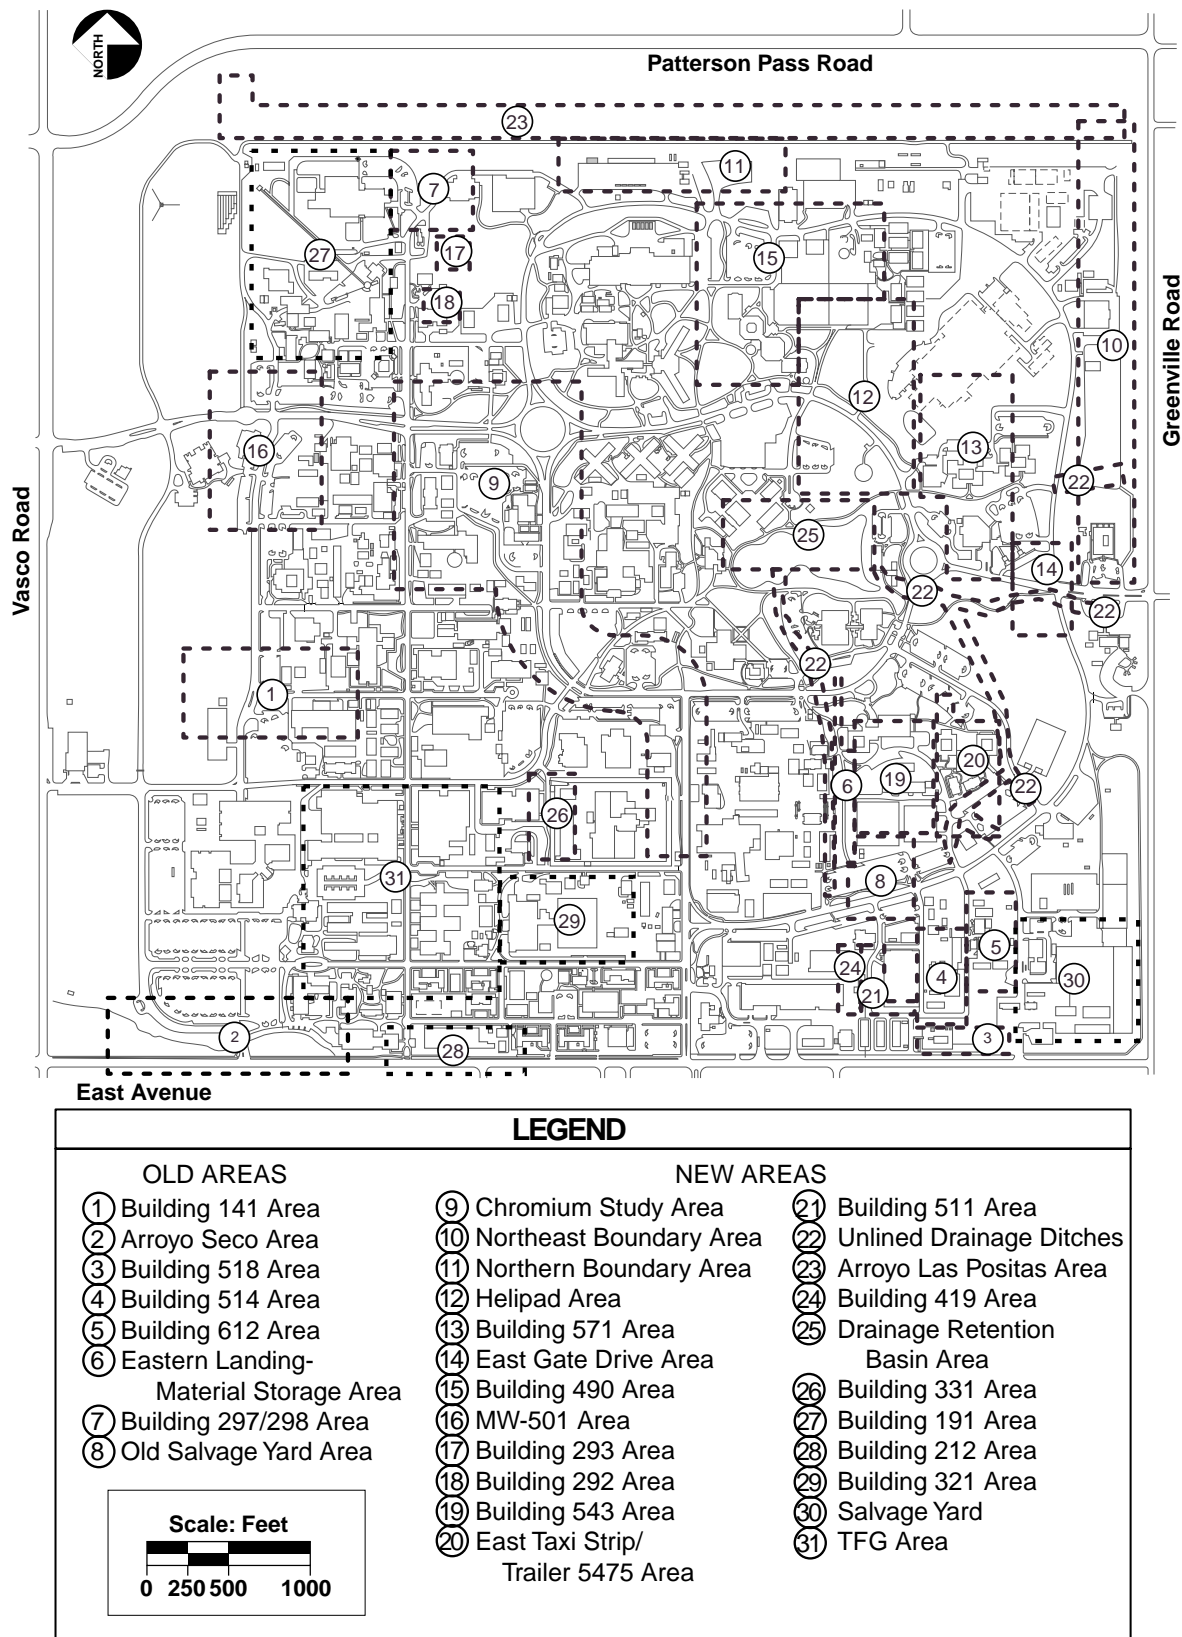 NORTH
Patterson Pass Road
23
11
7
17
27
15
18
10
Greenville Road
12
16
13
9
22
Vasco Road
25
14
22
22
22
1
20
6
19
22
26
31
8
29
5
24
4
30
21
2
3
28
East Avenue
LEGEND
OLD AREAS
1 Building 141 Area
2 Arroyo Seco Area
3 Building 518 Area
4 Building 514 Area
5 Building 612 Area
6 Eastern Landing-
Material Storage Area
7 Building 297/298 Area
8 Old Salvage Yard Area
NEW AREAS
9 Chromium Study Area
10 Northeast Boundary Area
11 Northern Boundary Area
12 Helipad Area
13 Building 571 Area
14 East Gate Drive Area
15 Building 490 Area
16 MW-501 Area
17 Building 293 Area
18 Building 292 Area
19 Building 543 Area
20 East Taxi Strip/
Trailer 5475 Area
21 Building 511 Area
22 Unlined Drainage Ditches
23 Arroyo Las Positas Area
24 Building 419 Area
25 Drainage Retention
Basin Area
26 Building 331 Area
27 Building 191 Area
28 Building 212 Area
29 Building 321 Area
30 Salvage Yard
31 TFG Area
Scale: Feet
0 250 500 1000